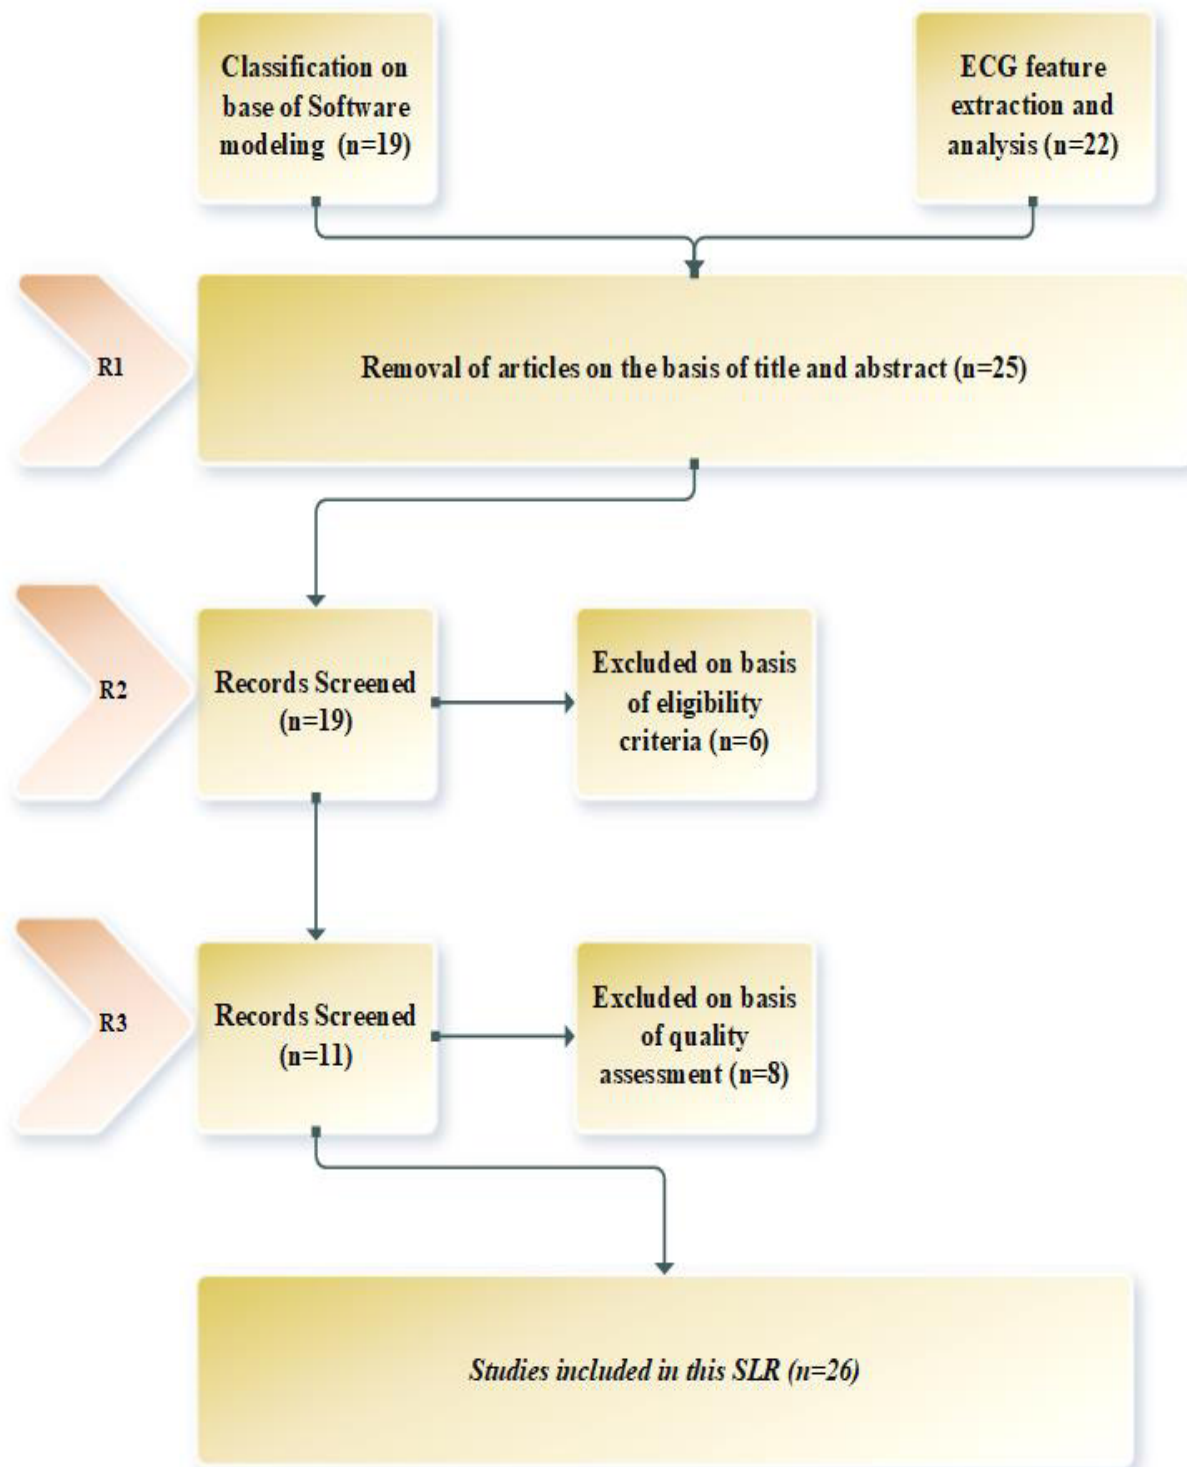 Classification on
base of Software
modeling (n=19)
ECG feature
extraction and
analysis (n=22)
R1
Removal of articles on the basis of title and abstract (n=25)
R2
Records Screened
(n=19)
Excluded on basis
of eligibility
criteria (n=6)
R3
Records Screened
(n=11)
Excluded on basis
of quality
assessment (n=8)
Studies included in this SLR (n=26)